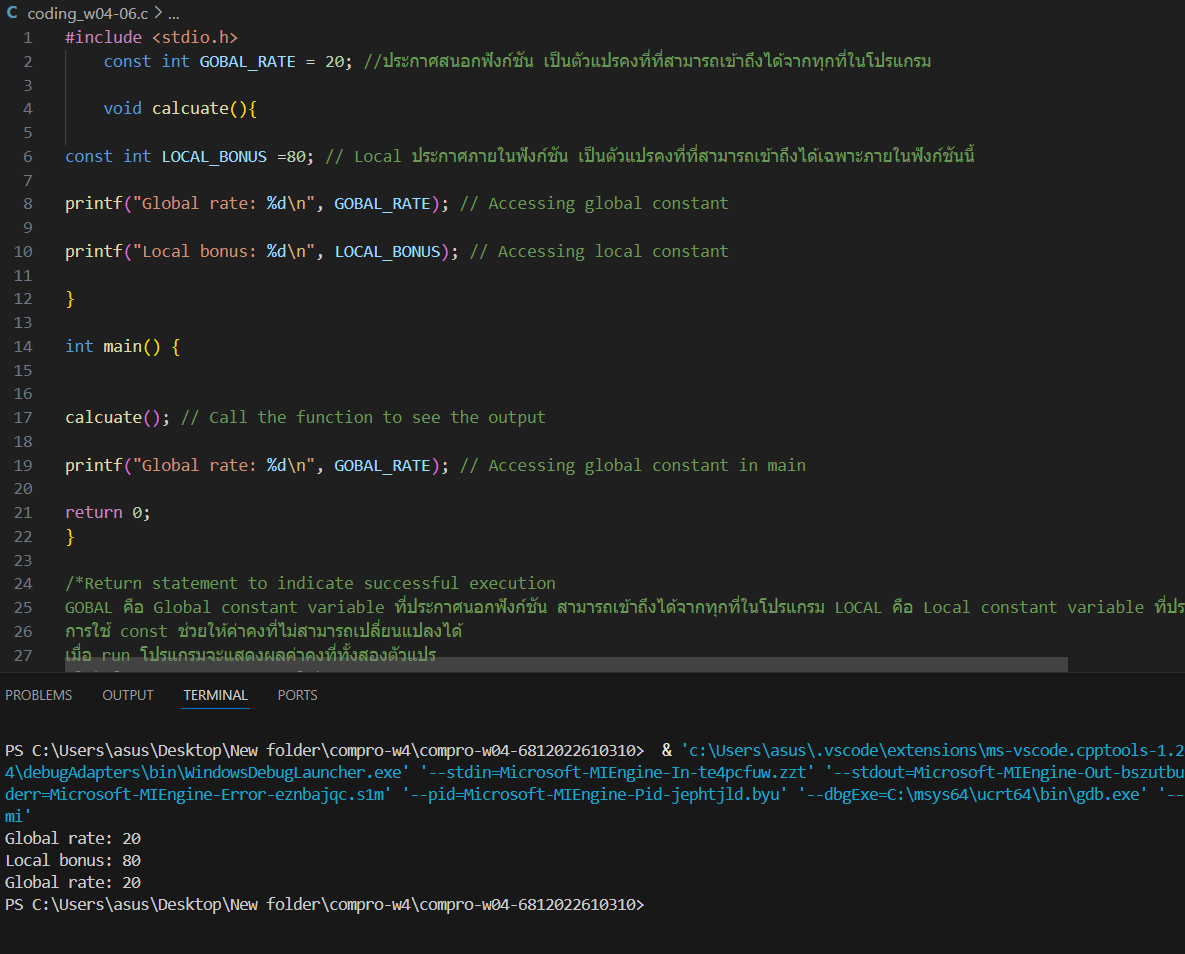 C coding_w04-06.c > ...
1 #include <stdio.h>
2 const int GOBAL_RATE = 20; //ประกาศสนอกฟังก์ชัน เป็นตัวแปรคงที่ที่สามารถเข้าถึงได้จากทุกที่ในโปรแกรม
3
4 void calcuate(){
5
6 const int LOCAL_BONUS =80; // Local ประกาศภายในฟังก์ชัน เป็นตัวแปรคงที่ที่สามารถเข้าถึงได้เฉพาะภายในฟังก์ชันนี้
7
8 printf("Global rate: %d\n", GOBAL_RATE); // Accessing global constant
9
10 printf("Local bonus: %d\n", LOCAL_BONUS); // Accessing local constant
11
12 }
13
14 int main() {
15
16
17 calcuate(); // Call the function to see the output
18
19 printf("Global rate: %d\n", GOBAL_RATE); // Accessing global constant in main
20
21 return 0;
22 }
23
24 /*Return statement to indicate successful execution
25 GOBAL คือ Global constant variable ที่ประกาศนอกฟังก์ชัน สามารถเข้าถึงได้จากทุกที่ในโปรแกรม LOCAL คือ Local constant variable ที่ประ
26 การใช้ const ช่วยให้ค่าคงที่ไม่สามารถเปลี่ยนแปลงได้
27 เมื่อ run โปรแกรมจะแสดงผลค่าคงที่ทั้งสองตัวแปร
PROBLEMS OUTPUT TERMINAL PORTS
PS C:\Users\asus\Desktop\New folder\compro-w4\compro-w04-6812022610310> & 'c:\Users\asus\.vscode\extensions\ms-vscode.cpptools-1.2
4\debugAdapters\bin\WindowsDebugLauncher.exe' '--stdin=Microsoft-MIEngine-In-te4pcfuw.zzt' '--stdout=Microsoft-MIEngine-Out-bszutbu
derr=Microsoft-MIEngine-Error-eznbajqc.s1m' '--pid=Microsoft-MIEngine-Pid-jephtjld.byu' '--dbgExe=C:\msys64\ucrt64\bin\gdb.exe' '--
mi'
Global rate: 20
Local bonus: 80
Global rate: 20
PS C:\Users\asus\Desktop\New folder\compro-w4\compro-w04-6812022610310>